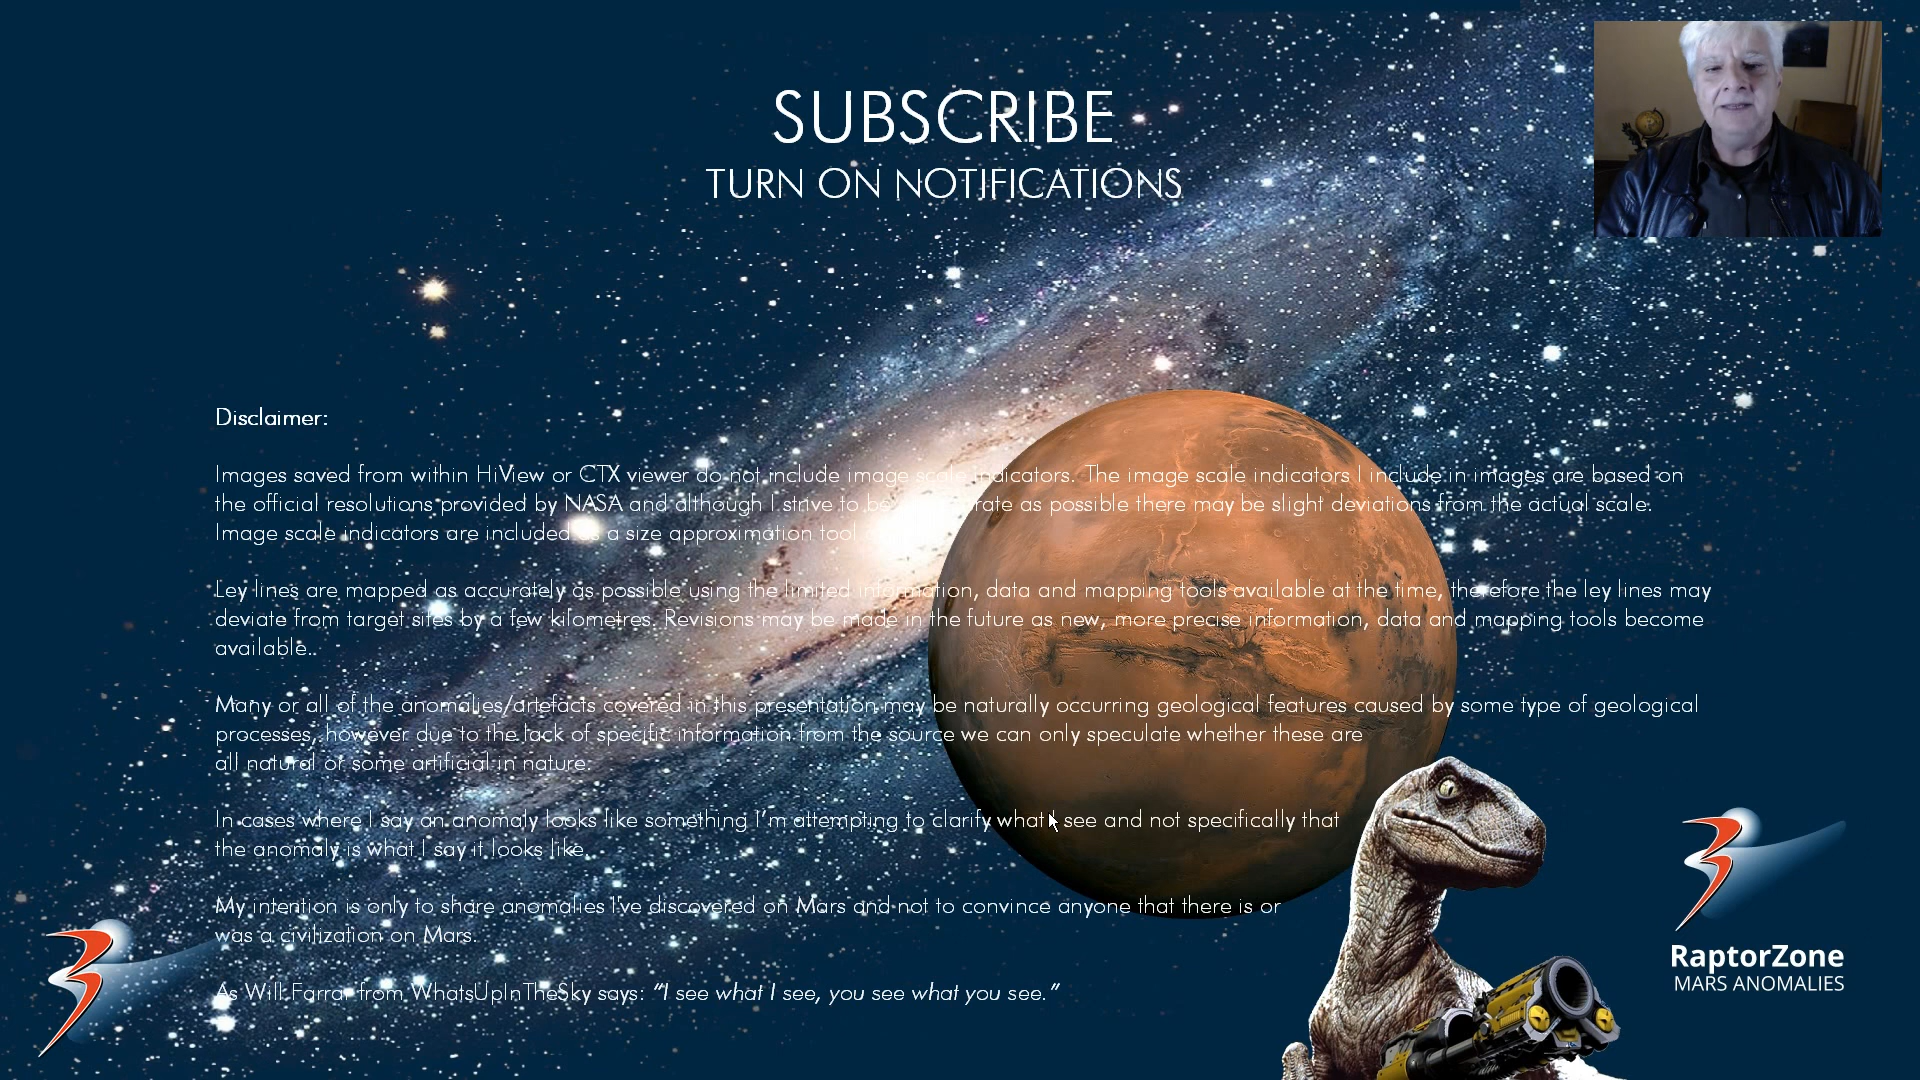 SUBSCRIBE
TURN ON NOTIFICATIONS
Disclaimer:
Images saved from within HiView or CTX viewer do not include image scale indicators. The image scale indicators I include in images are based on
the official resolutions provided by NASA and although I strive to be as accurate as possible there may be slight deviations from the actual scale.
Image scale indicators are included as a size approximation tool
Ley lines are mapped as accurately as possible using the limited information, data and mapping tools available at the time, therefore the ley lines may
deviate from target sites by a few kilometres. Revisions may be made in the future as new, more precise information, data and mapping tools become
available..
Many or all of the anomalies/artefacts covered in this presentation may be naturally occurring geological features caused by some type of geological
processes, however due to the lack of specific information from the source we can only speculate whether these are
all natural or some artificial in nature.
In cases where I say an anomaly looks like something I'm attempting to clarify what I see and not specifically that
the anomaly is what I say it looks like.
My intention is only to share anomalies I've discovered on Mars and not to convince anyone that there is or
was a civilization on Mars.
As Will Farrar from WhatsUpInTheSky says: "I see what I see, you see what you see."
RaptorZone
MARS ANOMALIES